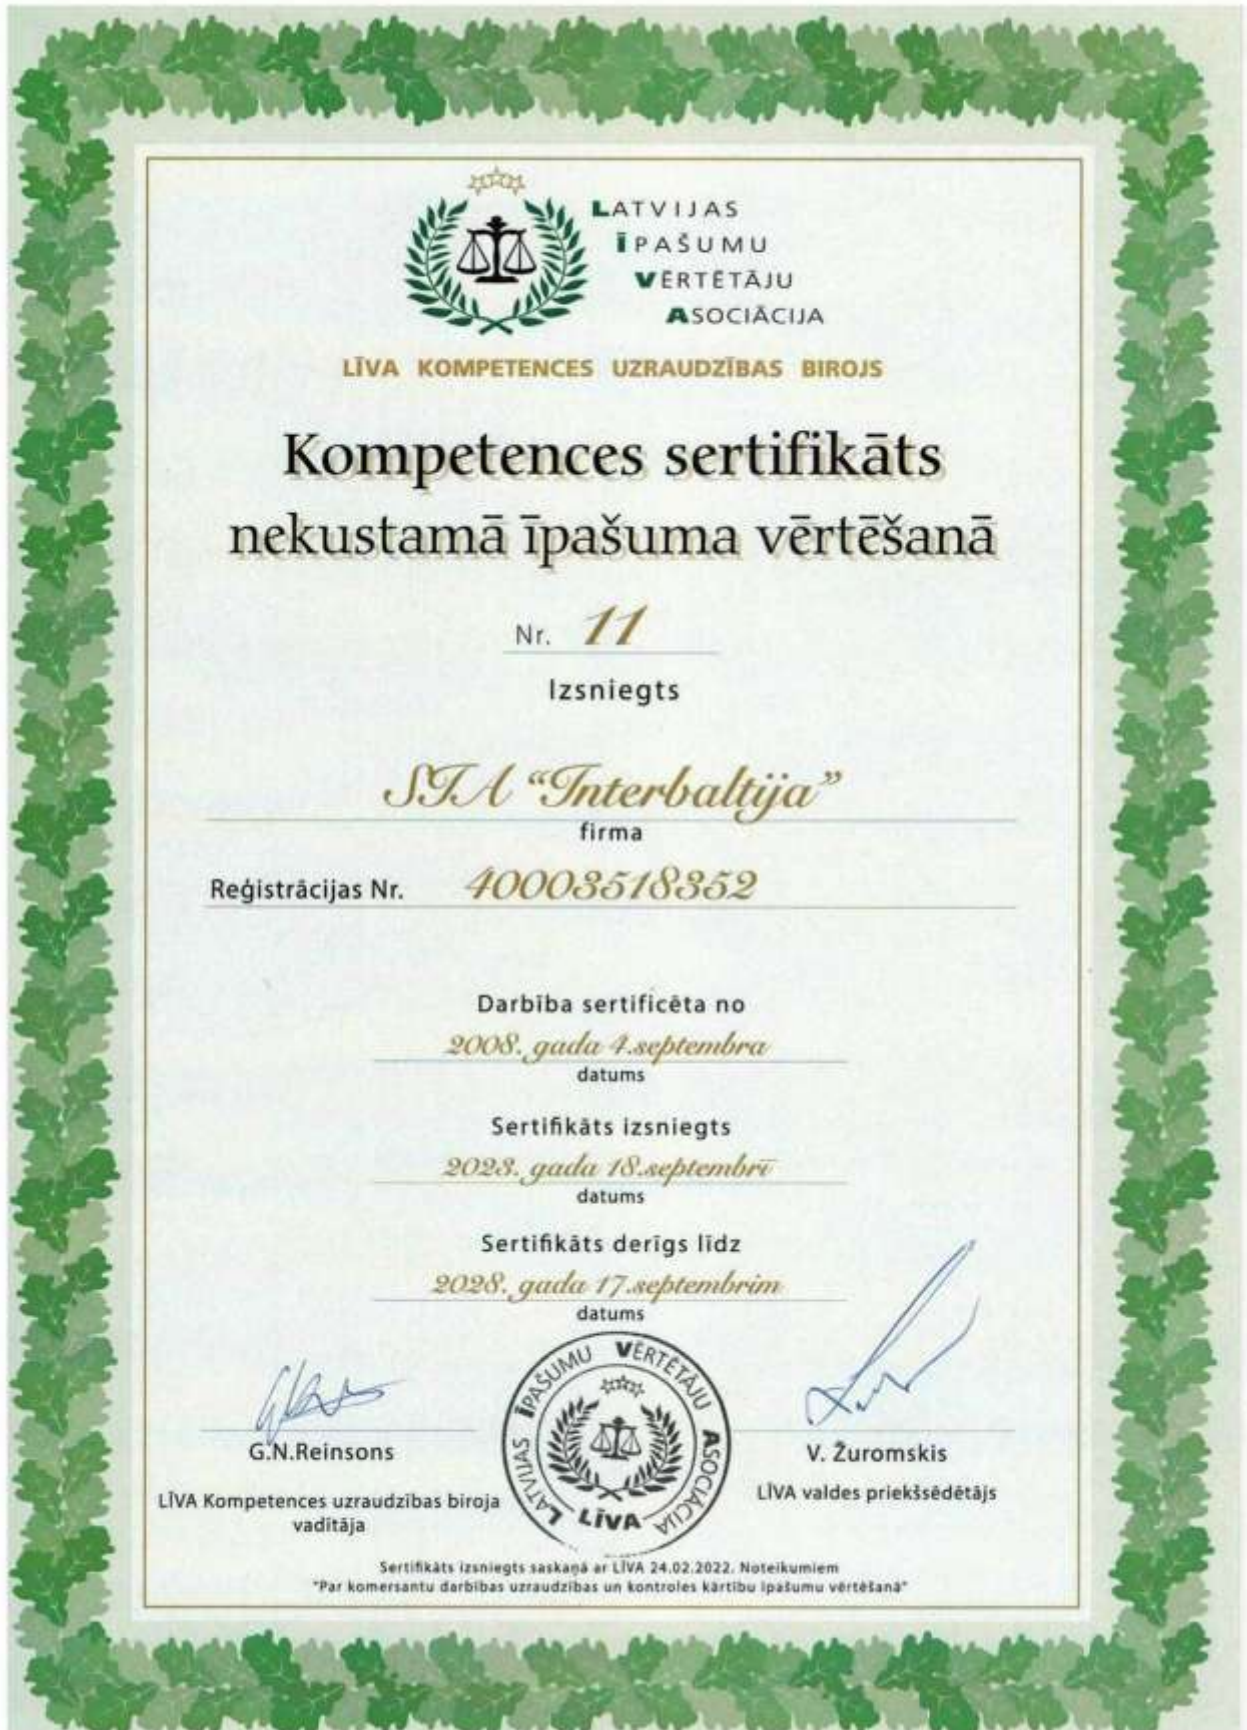 LATVIJAS
ĪPAŠUMU
VĒRTĒTĀJU
ASOCIĀCIJA
LĪVA KOMPETENCES UZRAUDZĪBAS BIROJS
Kompetences sertifikāts
nekustamā īpašuma vērtēšanā
Nr. 11
Izsniegts
SIA “Interbaltija”
firma
Reģistrācijas Nr. 40003518352
Darbība sertificēta no
2008. gada 4.septembra
datums
Sertifikāts izsniegts
2023. gada 18.septembrī
datums
Sertifikāts derīgs līdz
2028. gada 17.septembrim
datums
LATVIJAS ĪPAŠUMU VĒRTĒTĀJU ASOCIĀCIJA
LĪVA
G.N.Reinsons
LĪVA Kompetences uzraudzības biroja
vadītāja
V. Žuromskis
LĪVA valdes priekšsēdētājs
Sertifikāts izsniegts saskaņā ar LĪVA 24.02.2022. Noteikumiem
"Par komersantu darbības uzraudzības un kontroles kārtību īpašumu vērtēšanā"